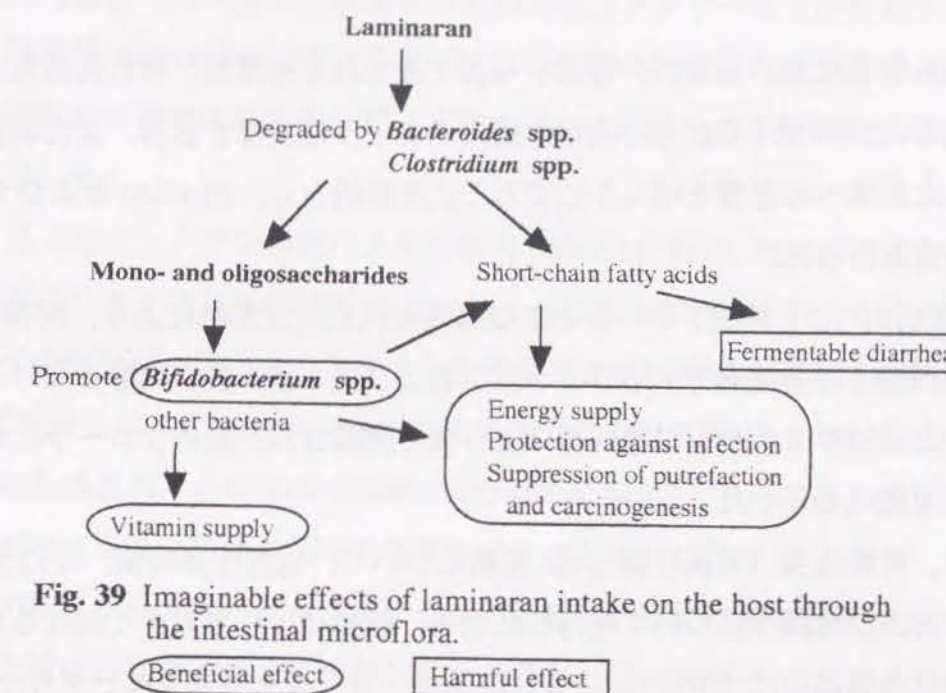 Laminaran
Degraded by Bacteroides spp.
Clostridium spp.
Mono- and oligosaccharides
Short-chain fatty acids
Fermentable diarrhea
Promote Bifidobacterium spp.
other bacteria
Energy supply
Protection against infection
Suppression of putrefaction
and carcinogenesis
Vitamin supply
Fig. 39 Imaginable effects of laminaran intake on the host through
the intestinal microflora.
Beneficial effect
Harmful effect